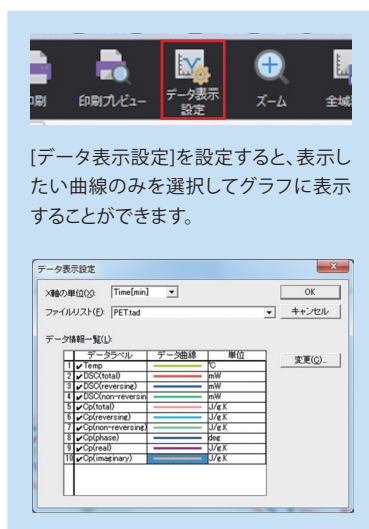 印刷
印刷プレビュー
データ表示
設定
ズーム
全域
[データ表示設定]を設定すると、表示し
たい曲線のみを選択してグラフに表示
することができます。
データ表示設定
X軸の単位(X): Time[min] OK
ファイルリスト(F): PET.tad キャンセル
データ情報一覧(L):
データラベル データ曲線 単位 変更(C)...
1 Temp ℃
2 DSC(total) mW
3 DSC(reversing) mW
4 DSC(non-reversin mW
5 Cp(total) J/g.K
6 Cp(reversing) J/g.K
7 Cp(non-reversing) J/g.K
8 Cp(phase) deg
9 Cp(real) J/g.K
10 Cp(imaginary) J/g.K